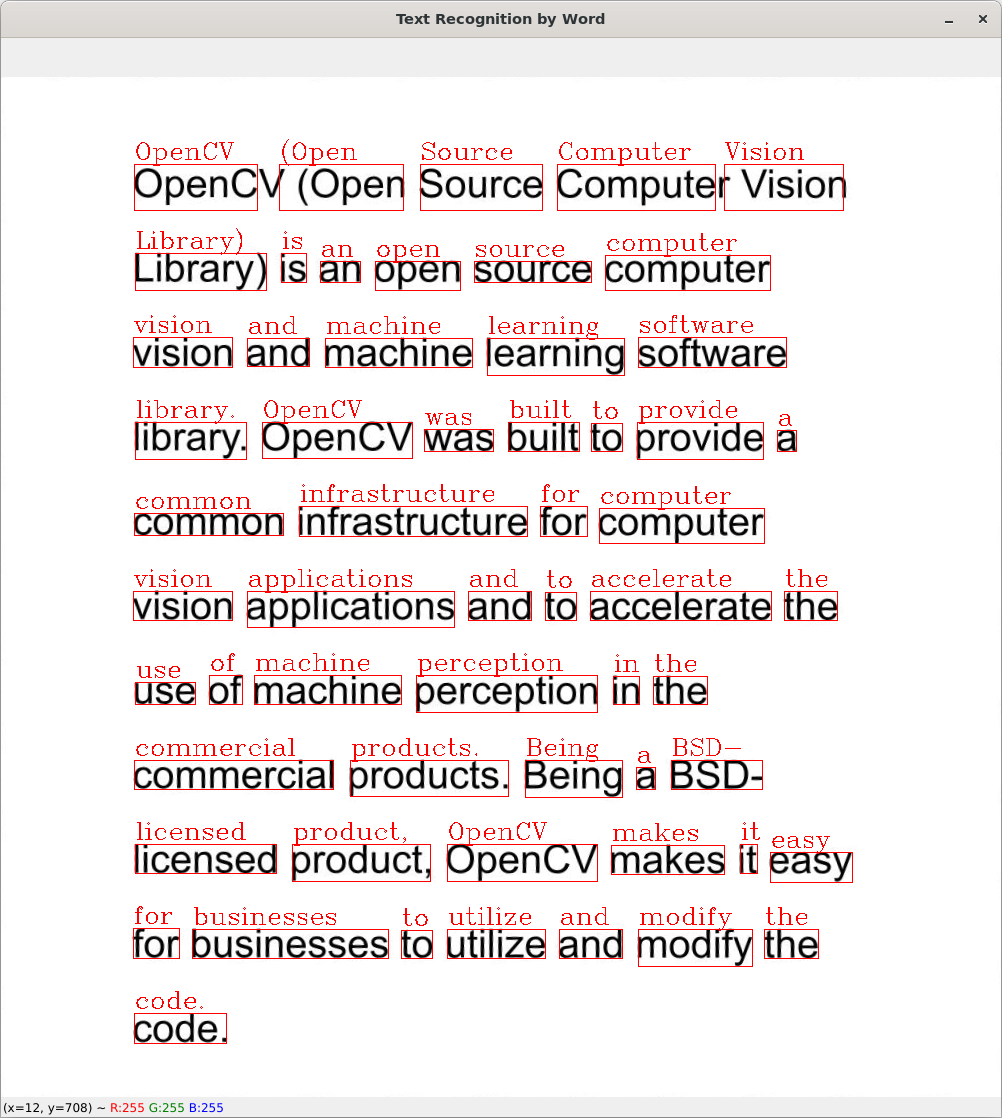 Text Recognition by Word
OpenCV (Open Source Computer Vision
OpenCV (Open Source Computer Vision
Library) is an open source computer
Library) is an open source computer
vision and machine learning software
vision and machine learning software
library. OpenCV was built to provide a
library. OpenCV was built to provide a
common infrastructure for computer
common infrastructure for computer
vision applications and to accelerate the
vision applications and to accelerate the
use of machine perception in the
use of machine perception in the
commercial products. Being a BSD-
commercial products. Being a BSD-
licensed product, OpenCV makes it easy
licensed product, OpenCV makes it easy
for businesses to utilize and modify the
for businesses to utilize and modify the
code.
code.
(x=12, y=708) ~ R:255 G:255 B:255